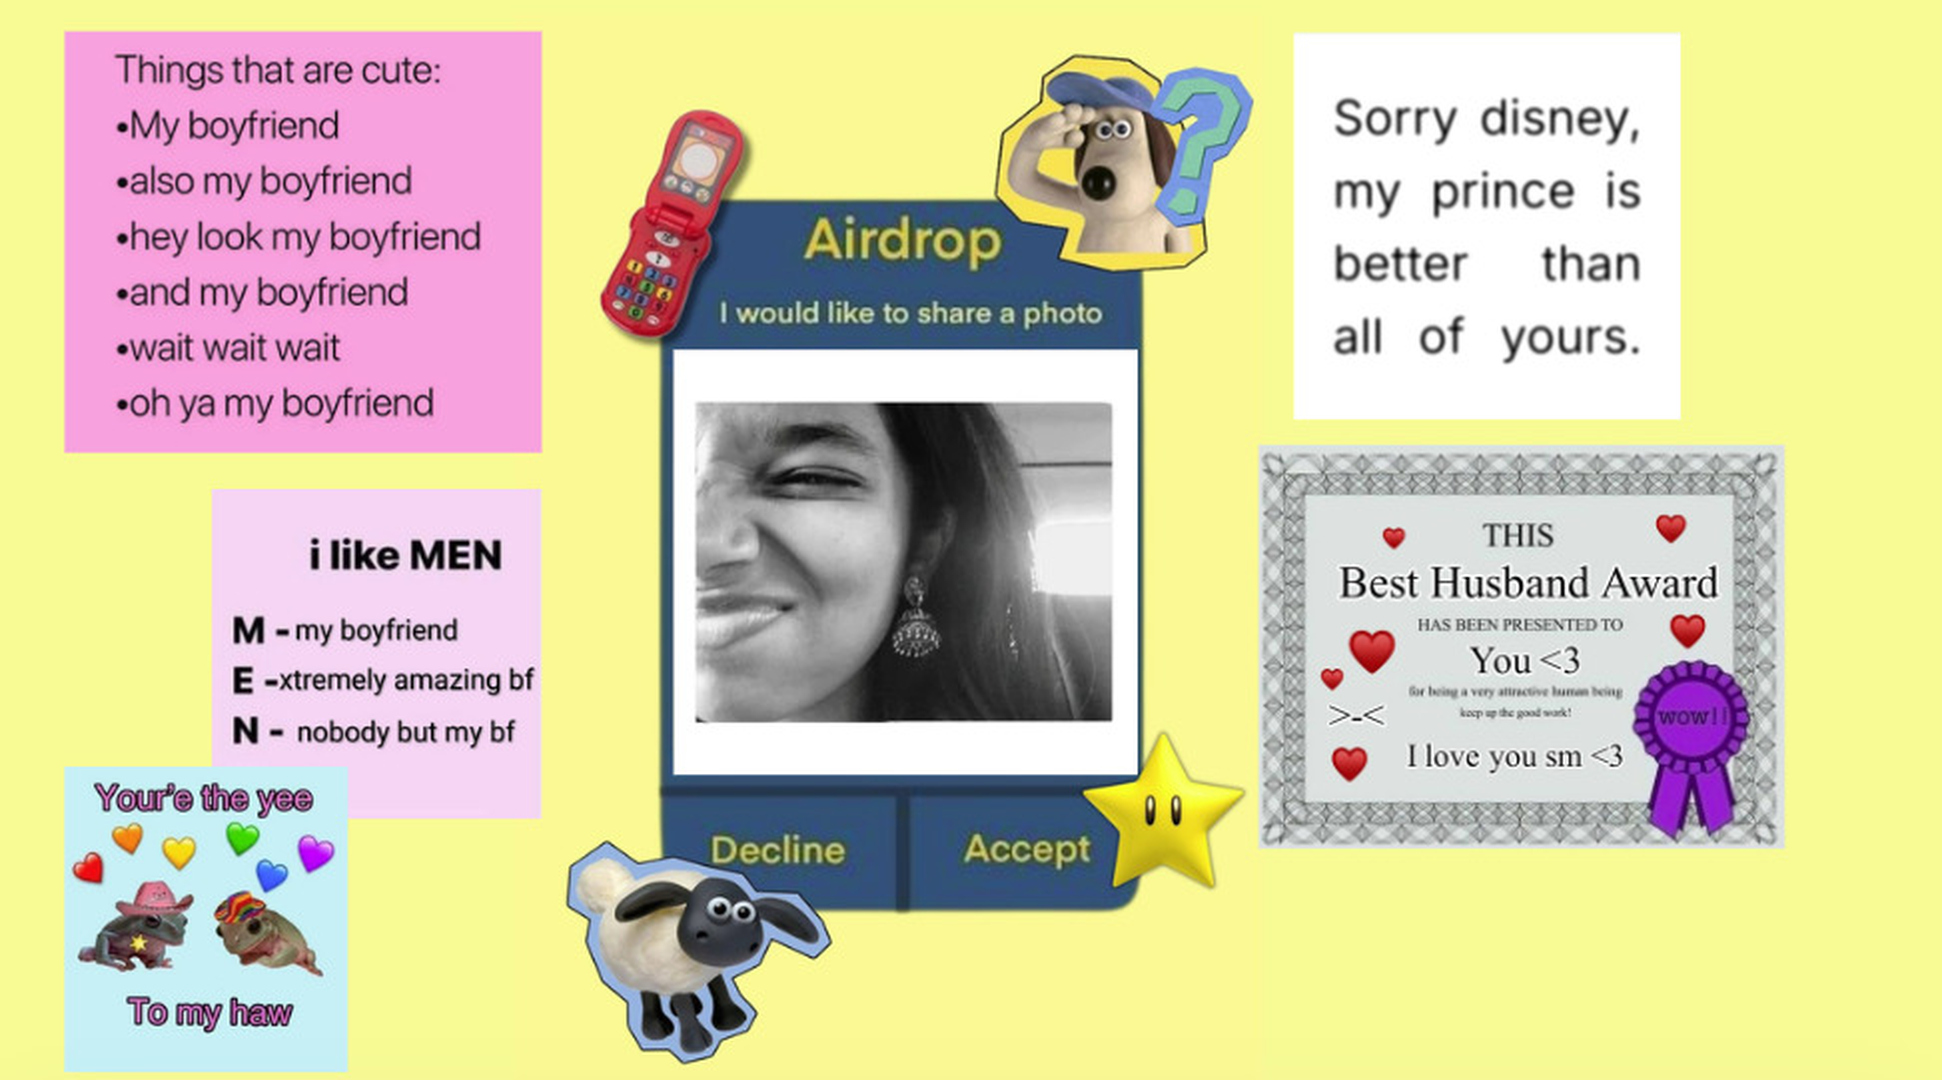 Things that are cute:
•My boyfriend
•also my boyfriend
•hey look my boyfriend
•and my boyfriend
•wait wait wait
•oh ya my boyfriend
i like MEN
M - my boyfriend
E -xtremely amazing bf
N - nobody but my bf
Your'e the yee
To my haw
Airdrop
I would like to share a photo
Decline
Accept
Sorry disney,
my prince is
better than
all of yours.
THIS
Best Husband Award
HAS BEEN PRESENTED TO
You <3
for being a very attractive human being
keep up the good work!
>-<
I love you sm <3
wow!!